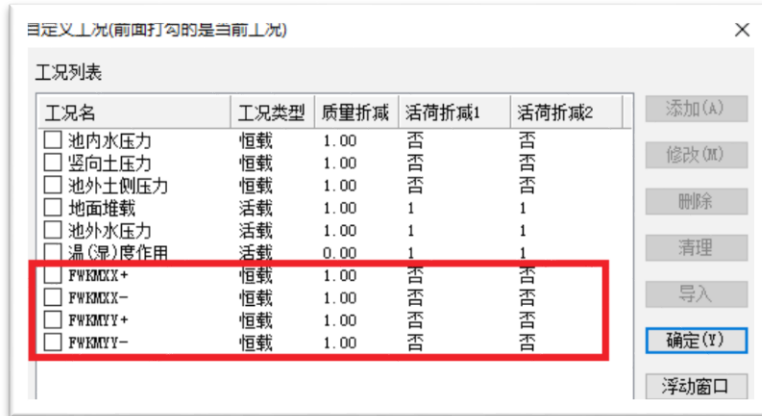 自定义工况(前面打勾的是当前工况)
工况列表
工况名 工况类型 质量折减 活荷折减1 活荷折减2
池内水压力 恒载 1.00 否 否
竖向土压力 恒载 1.00 否 否
池外土侧压力 恒载 1.00 否 否
地面堆载 活载 1.00 1 1
池外水压力 活载 1.00 1 1
温(湿)度作用 活载 0.00 1 1
FWKMXX+ 恒载 1.00 否 否
FWKMXX- 恒载 1.00 否 否
FWKMYY+ 恒载 1.00 否 否
FWKMYY- 恒载 1.00 否 否
添加(A)
修改(M)
删除
清理
导入
确定(Y)
浮动窗口